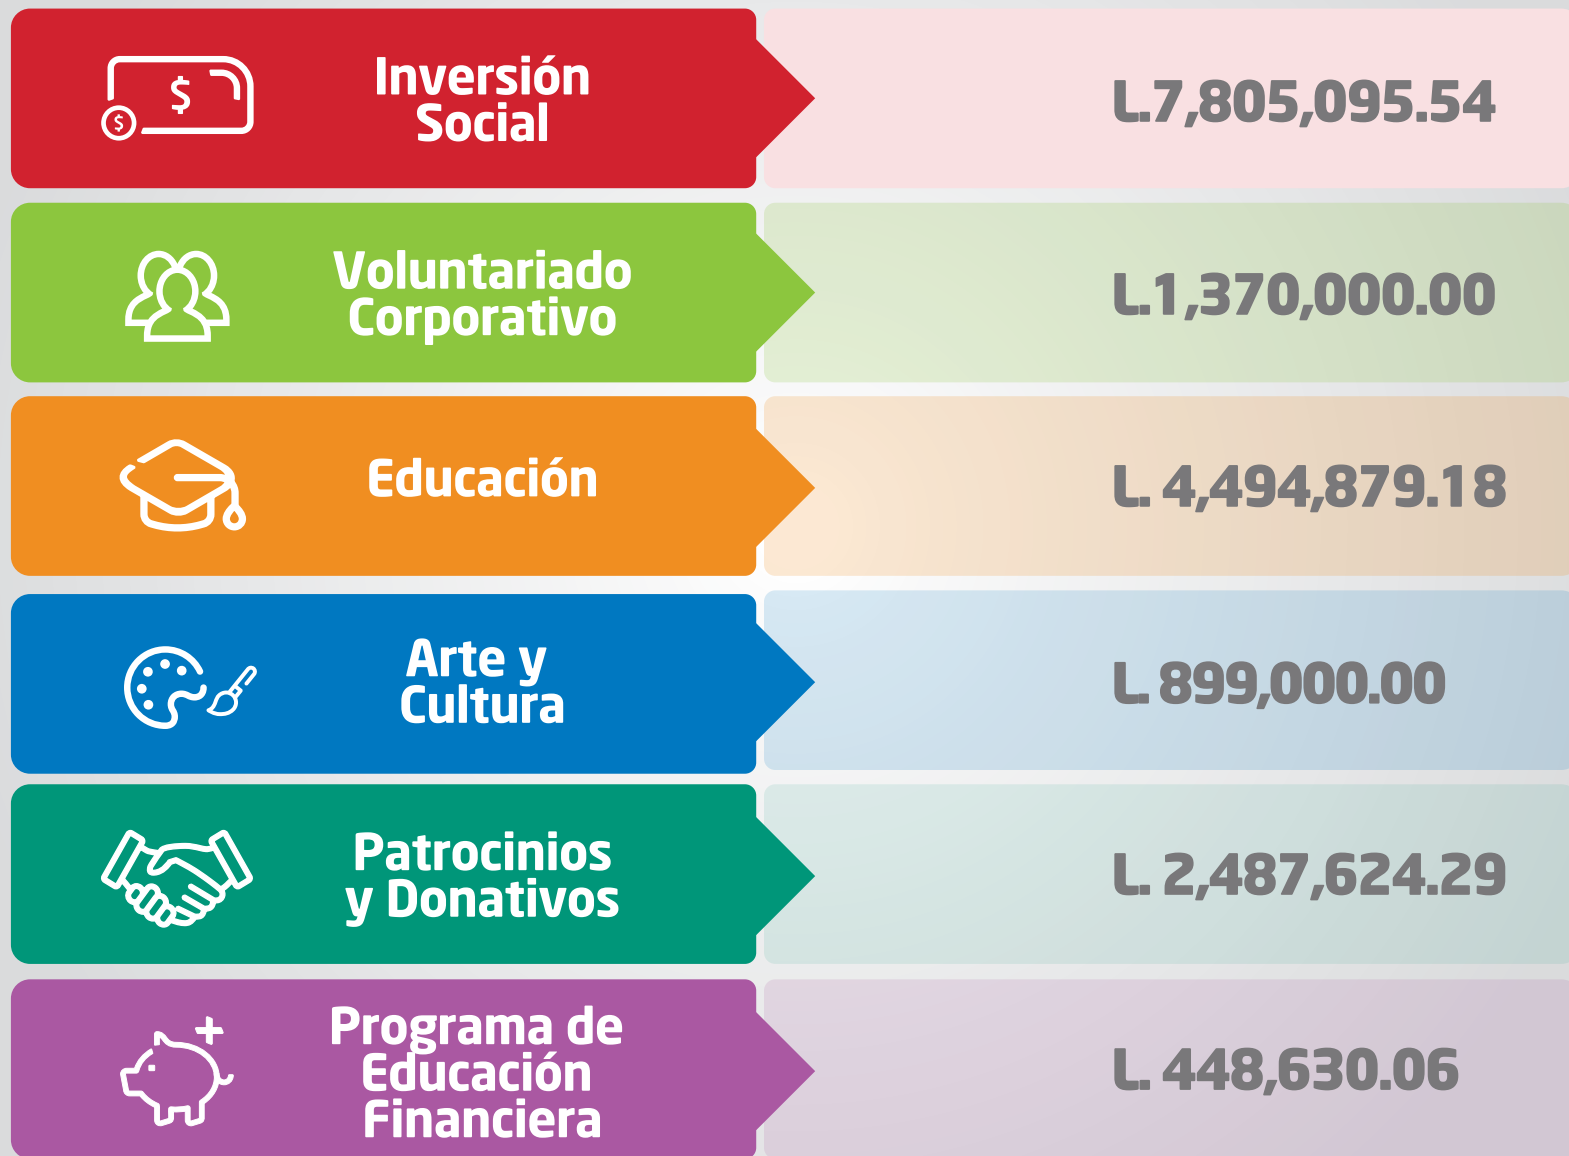 Inversión
Social
L.7,805,095.54
Voluntariado
Corporativo
L.1,370,000.00
Educación
L. 4,494,879.18
Arte y
Cultura
L. 899,000.00
Patrocinios
y Donativos
L. 2,487,624.29
Programa de
Educación
Financiera
L. 448,630.06